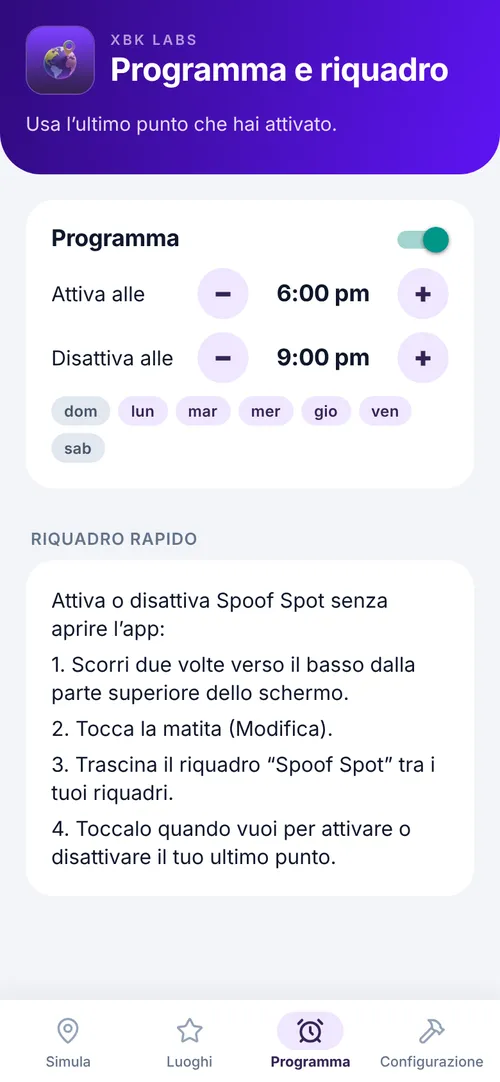 XBK LABS
Programma e riquadro
Usa l’ultimo punto che hai attivato.
Programma
Attiva alle − 6:00 pm +
Disattiva alle − 9:00 pm +
dom lun mar mer gio ven
sab
RIQUADRO RAPIDO
Attiva o disattiva Spoof Spot senza
aprire l’app:
1. Scorri due volte verso il basso dalla
parte superiore dello schermo.
2. Tocca la matita (Modifica).
3. Trascina il riquadro “Spoof Spot” tra i
tuoi riquadri.
4. Toccalo quando vuoi per attivare o
disattivare il tuo ultimo punto.
Simula Luoghi Programma Configurazione